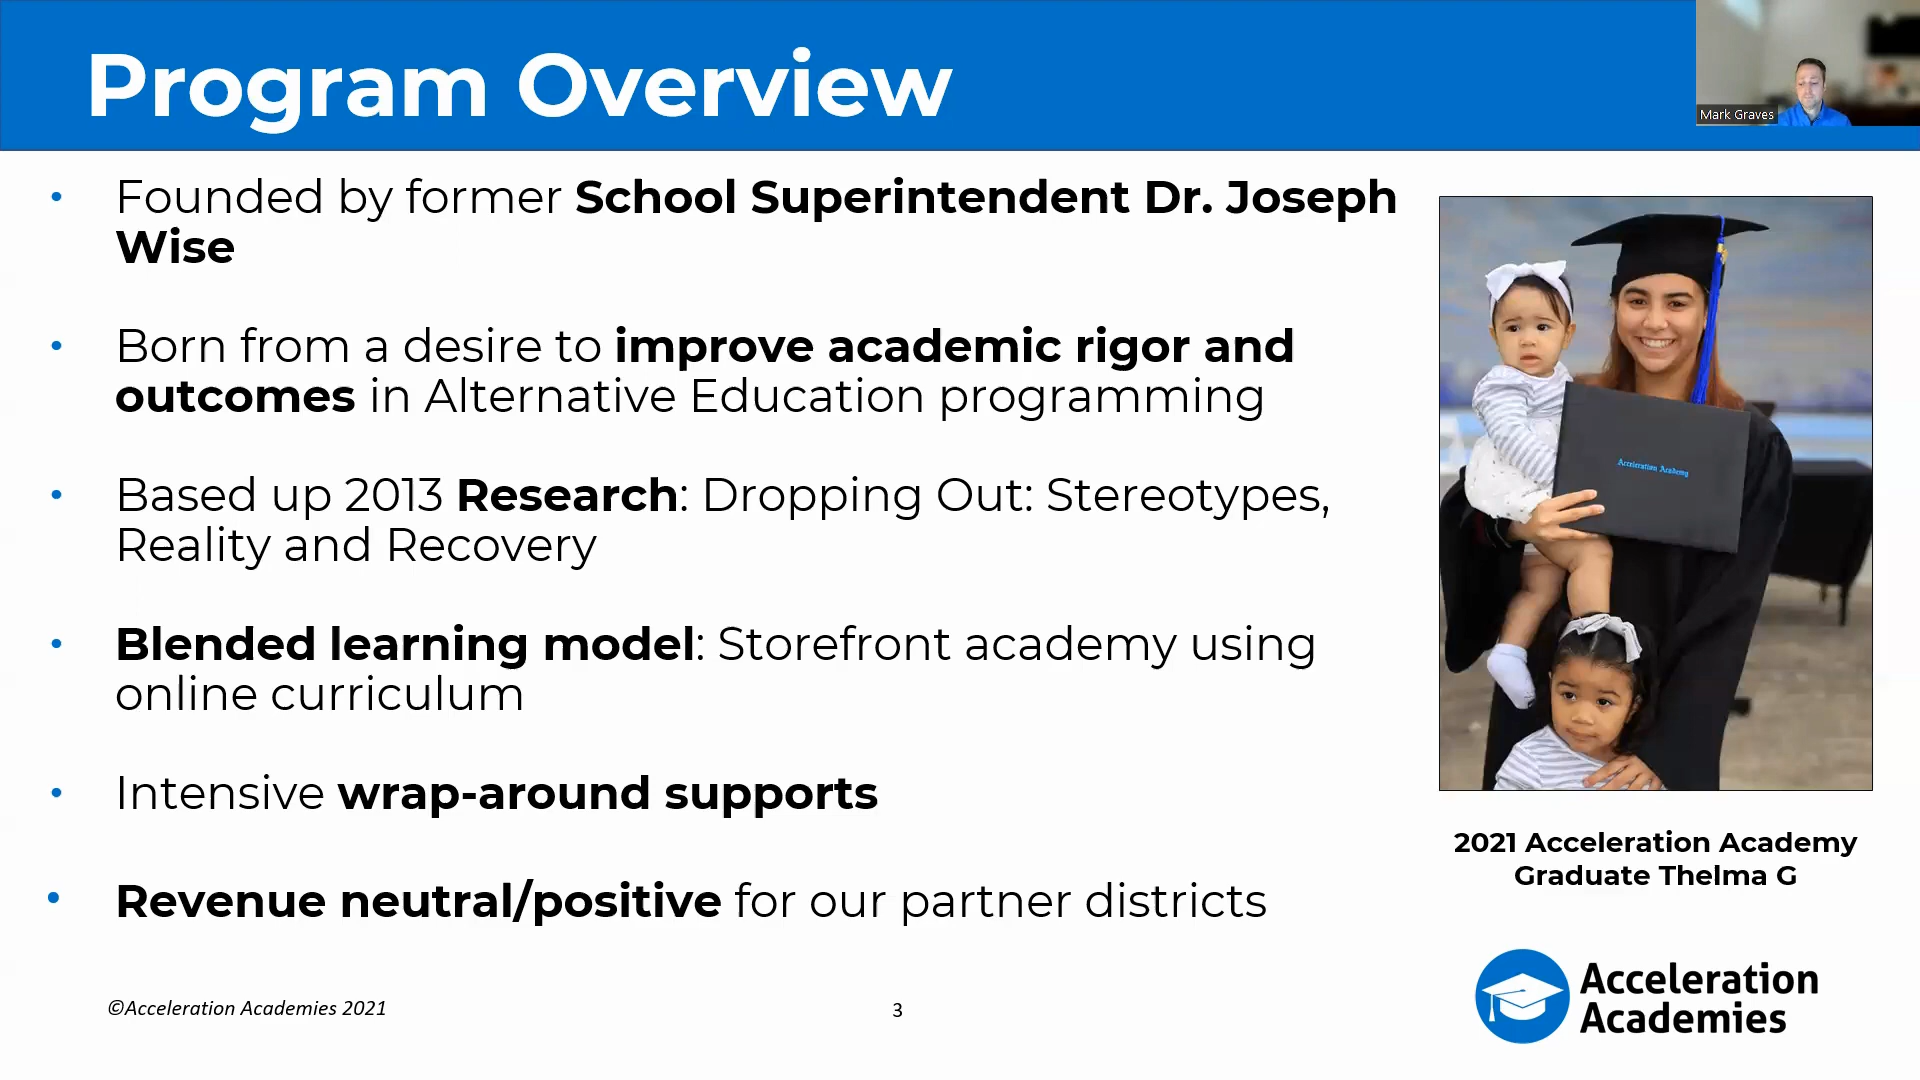 Program Overview
Mark Graves
• Founded by former School Superintendent Dr. Joseph
Wise
• Born from a desire to improve academic rigor and
outcomes in Alternative Education programming
• Based up 2013 Research: Dropping Out: Stereotypes,
Reality and Recovery
• Blended learning model: Storefront academy using
online curriculum
• Intensive wrap-around supports
• Revenue neutral/positive for our partner districts
Acceleration Academy
2021 Acceleration Academy
Graduate Thelma G
©Acceleration Academies 2021
3
Acceleration
Academies